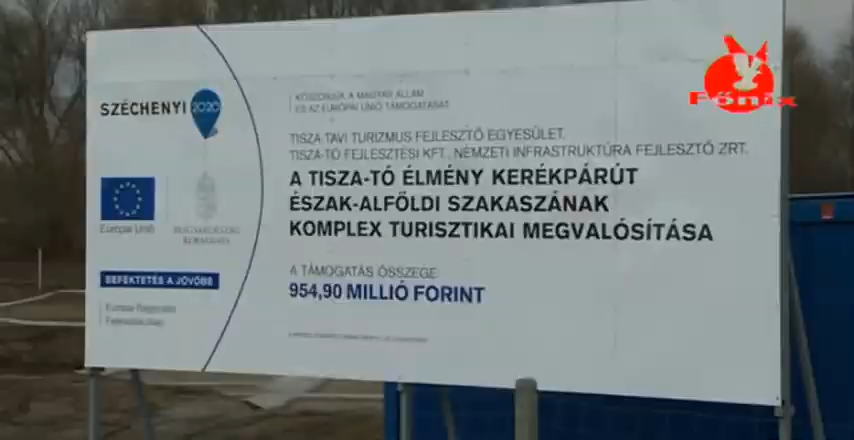 Főnix
SZÉCHENYI 2020
KÖSZÖNJÜK A MAGYAR ÁLLAM
ÉS AZ EURÓPAI UNIÓ TÁMOGATÁSÁT
TISZA TAVI TURIZMUS FEJLESZTŐ EGYESÜLET,
TISZA-TÓ FEJLESZTÉSI KFT., NEMZETI INFRASTRUKTÚRA FEJLESZTŐ ZRT.
A TISZA-TÓ ÉLMÉNY KERÉKPÁRÚT
ÉSZAK-ALFÖLDI SZAKASZÁNAK
KOMPLEX TURISZTIKAI MEGVALÓSÍTÁSA
Európai Unió
MAGYARORSZÁG
KORMÁNYA
A TÁMOGATÁS ÖSSZEGE
954,90 MILLIÓ FORINT
BEFEKTETÉS A JÖVŐBE
Európai Regionális
Fejlesztési Alap